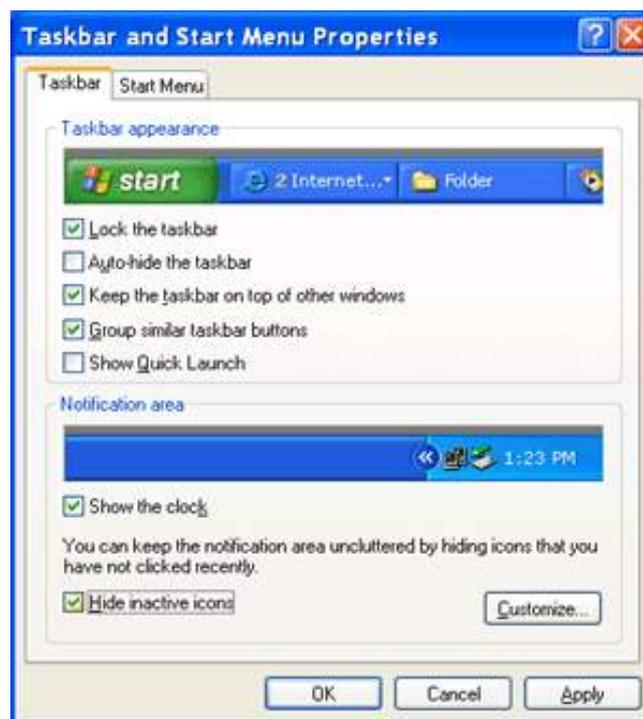 Taskbar and Start Menu Properties
Taskbar
Start Menu
Taskbar appearance
start
2 Internet...
Folder
Lock the taskbar
Auto-hide the taskbar
Keep the taskbar on top of other windows
Group similar taskbar buttons
Show Quick Launch
Notification area
1:23 PM
Show the clock
You can keep the notification area uncluttered by hiding icons that you
have not clicked recently.
Hide inactive icons
Customize...
OK
Cancel
Apply